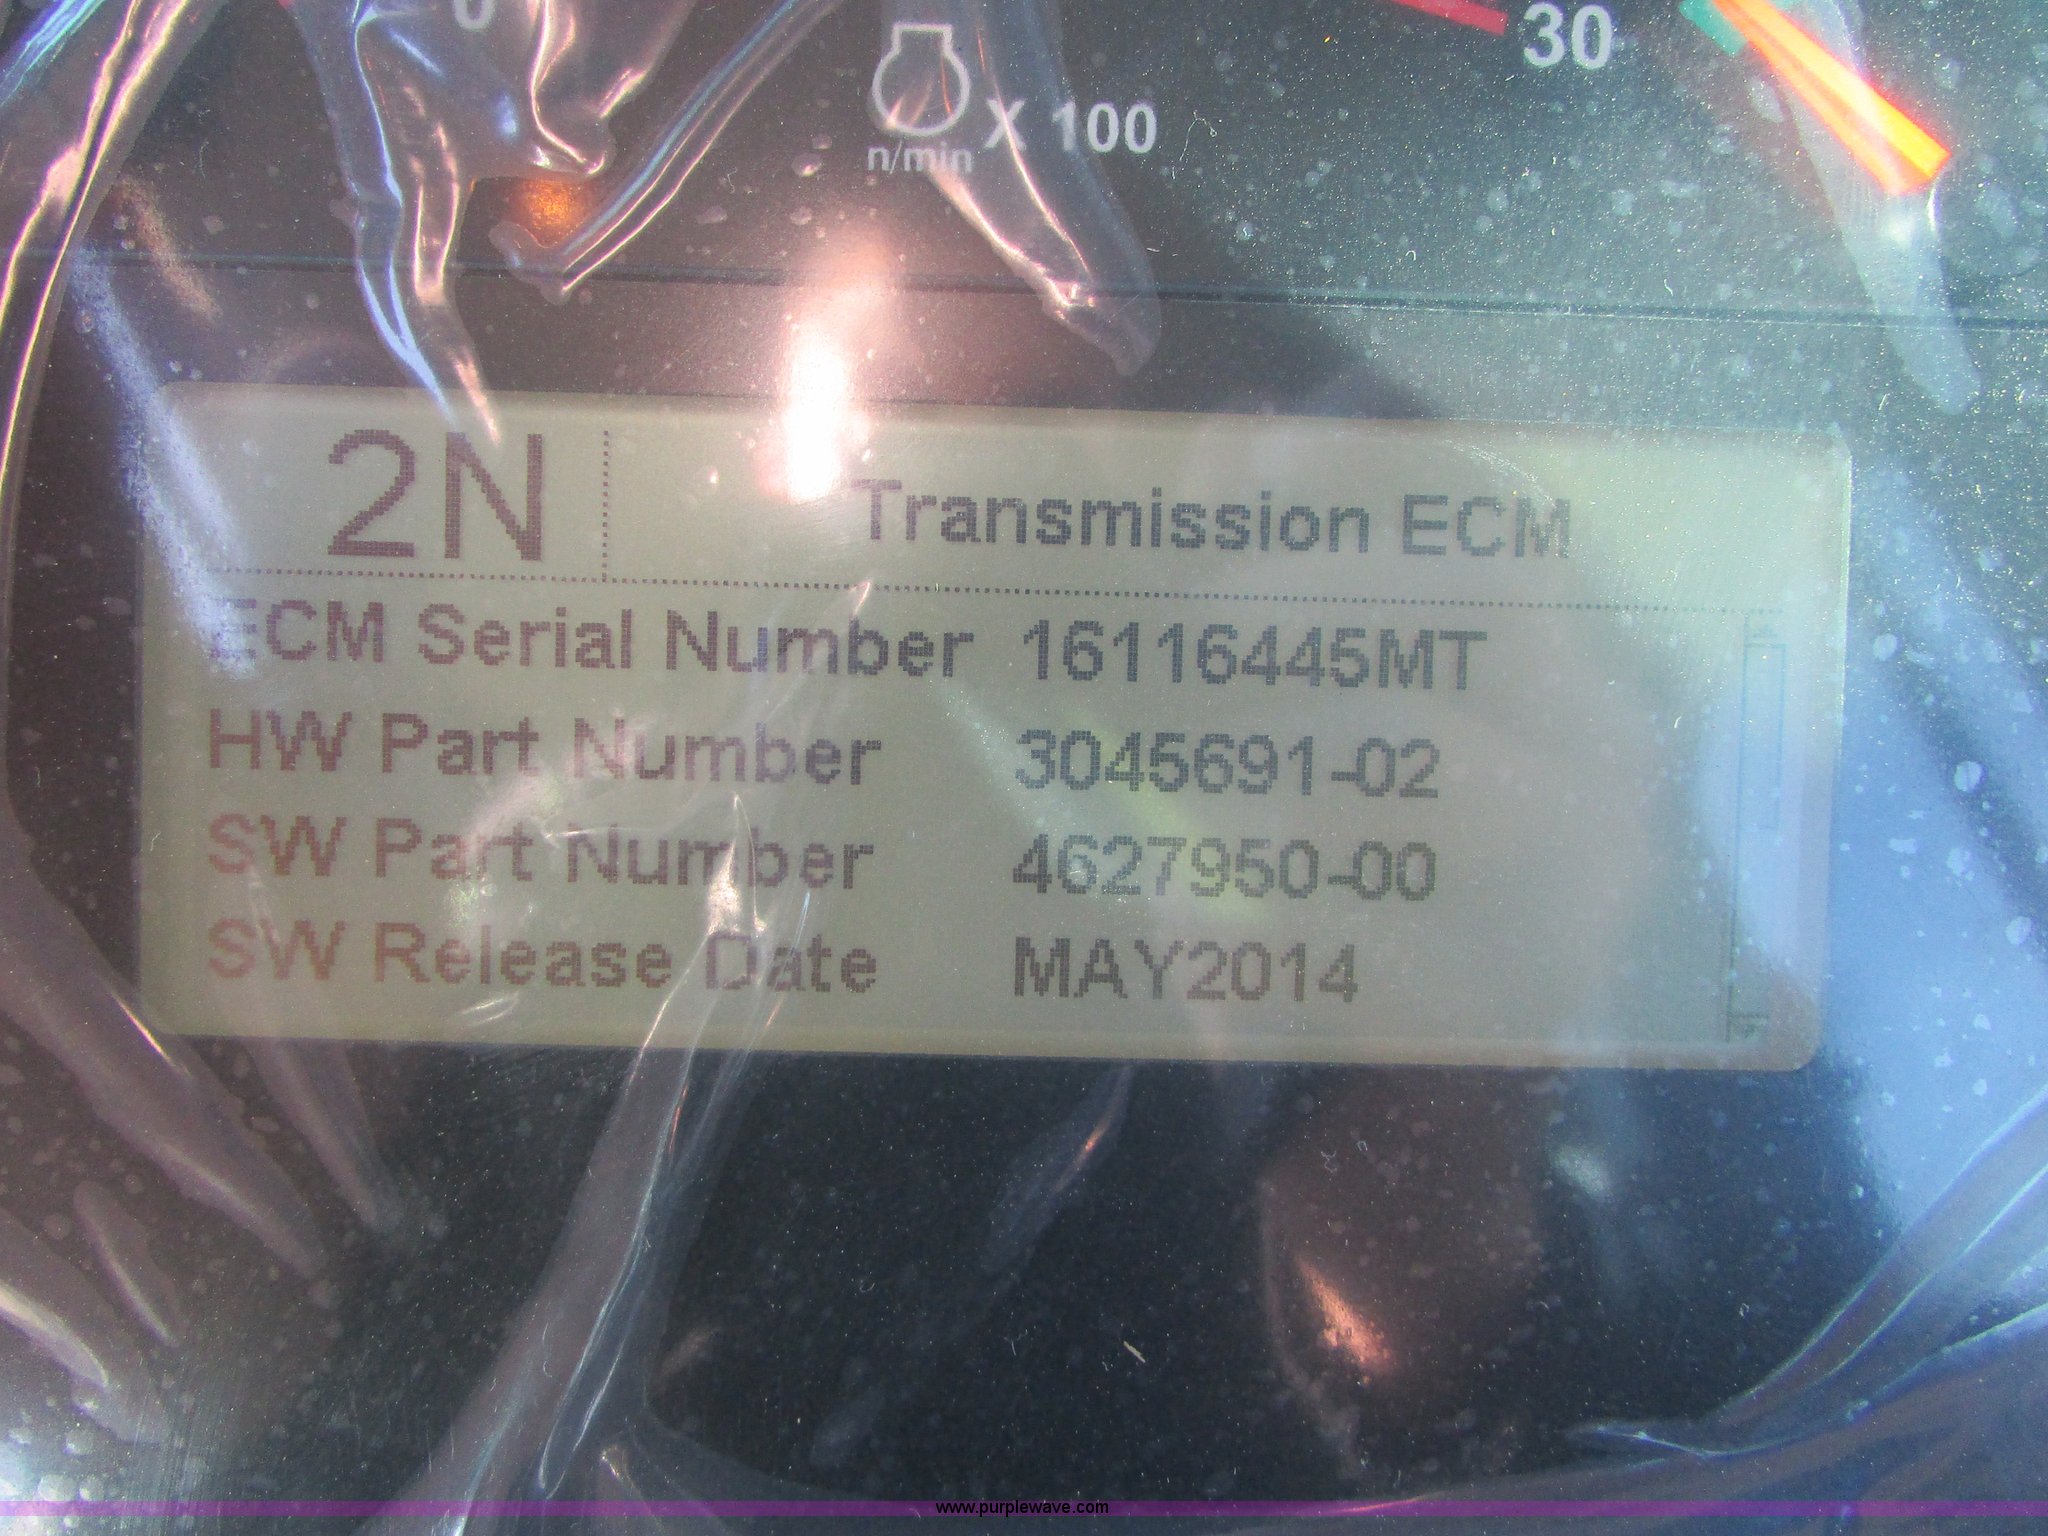 0
30
X 100
n/min
2N
Transmission ECM
ECM Serial Number 16116445MT
HW Part Number 3045691-02
SW Part Number 4627950-00
SW Release Date MAY2014
www.purplewave.com